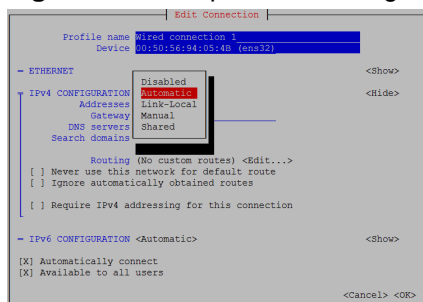 Edit Connection
Profile name Wired connection 1
Device 00:50:56:94:05:4B (ens32)
= ETHERNET <Show>
Disabled
IPv4 CONFIGURATION Automatic <Hide>
Addresses Link-Local
Gateway Manual
DNS servers Shared
Search domains
Routing (No custom routes) <Edit...>
[ ] Never use this network for default route
[ ] Ignore automatically obtained routes
[ ] Require IPv4 addressing for this connection
= IPv6 CONFIGURATION <Automatic> <Show>
[X] Automatically connect
[X] Available to all users
<Cancel> <OK>